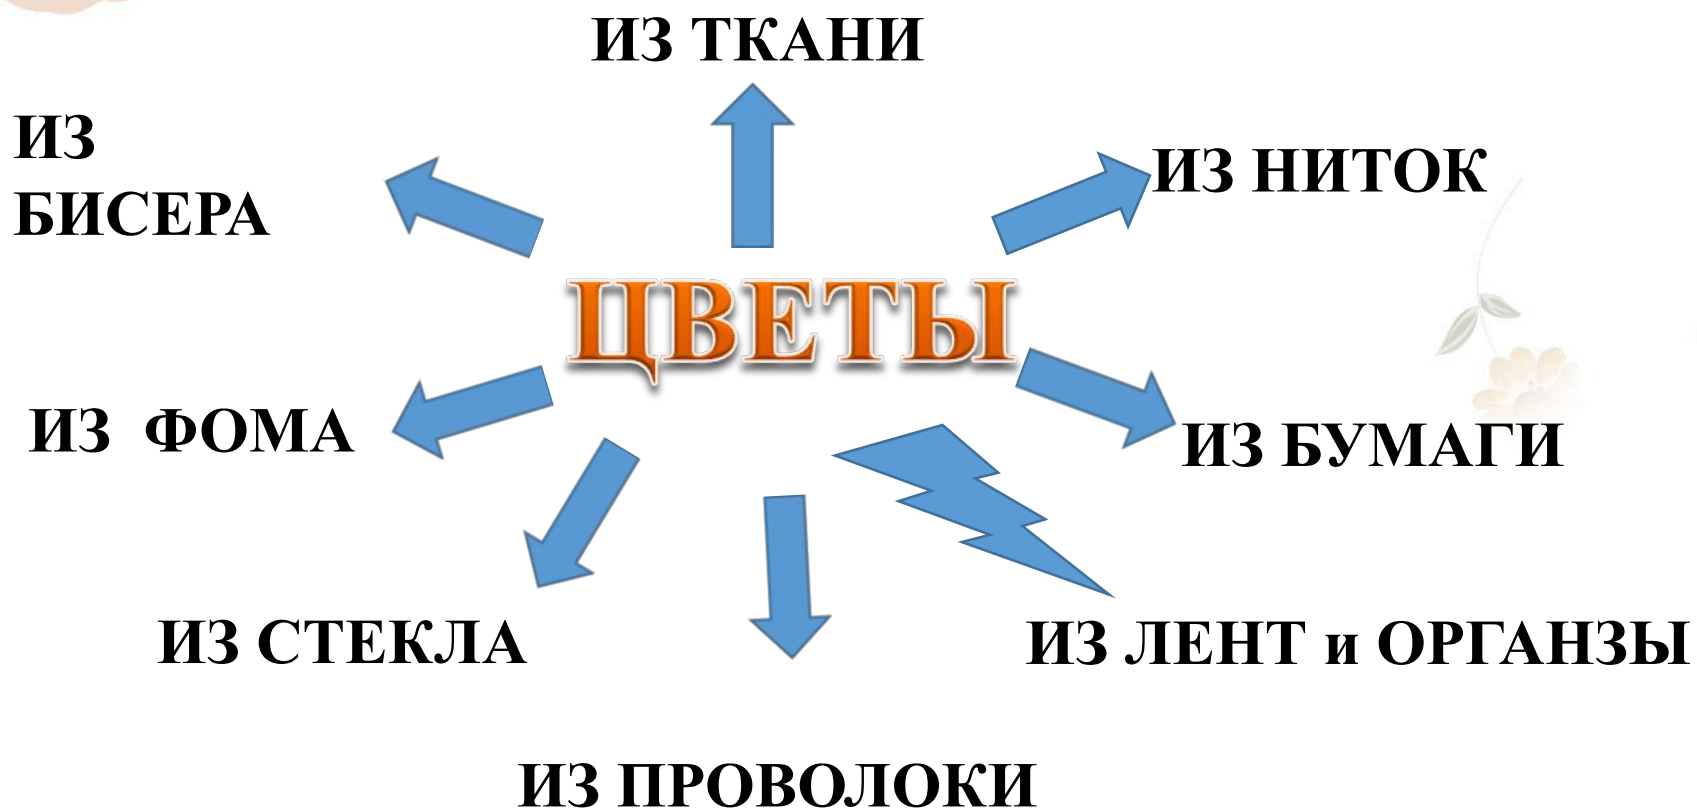 ИЗ ТКАНИ
ИЗ
БИСЕРА
ИЗ НИТОК
ЦВЕТЫ
ИЗ  ФОМА
ИЗ БУМАГИ
ИЗ СТЕКЛА
ИЗ ЛЕНТ и ОРГАНЗЫ
ИЗ ПРОВОЛОКИ